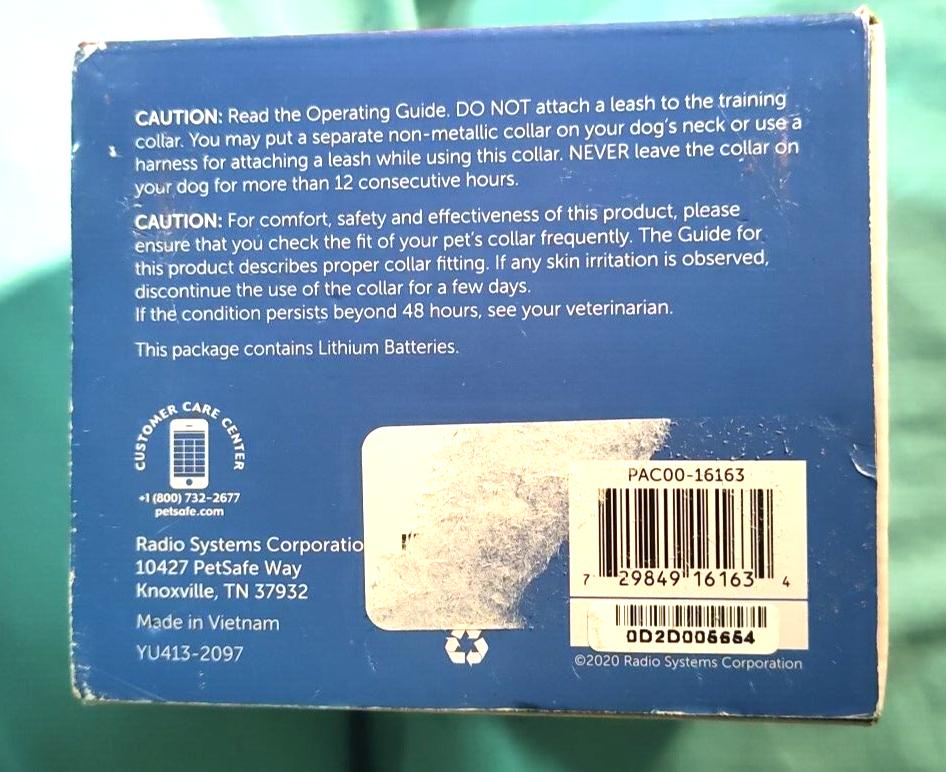 CAUTION: Read the Operating Guide. DO NOT attach a leash to the training
collar. You may put a separate non-metallic collar on your dog's neck or use a
harness for attaching a leash while using this collar. NEVER leave the collar on
your dog for more than 12 consecutive hours.
CAUTION: For comfort, safety and effectiveness of this product, please
ensure that you check the fit of your pet's collar frequently. The Guide for
this product describes proper collar fitting. If any skin irritation is observed,
discontinue the use of the collar for a few days.
If the condition persists beyond 48 hours, see your veterinarian.
This package contains Lithium Batteries.
CUSTOMER CARE CENTER
+1 (800) 732-2677
petsafe.com
Radio Systems Corporatio
10427 PetSafe Way
Knoxville, TN 37932
Made in Vietnam
YU413-2097
PAC00-16163
7 29849 16163 4
0D2D005654
©2020 Radio Systems Corporation